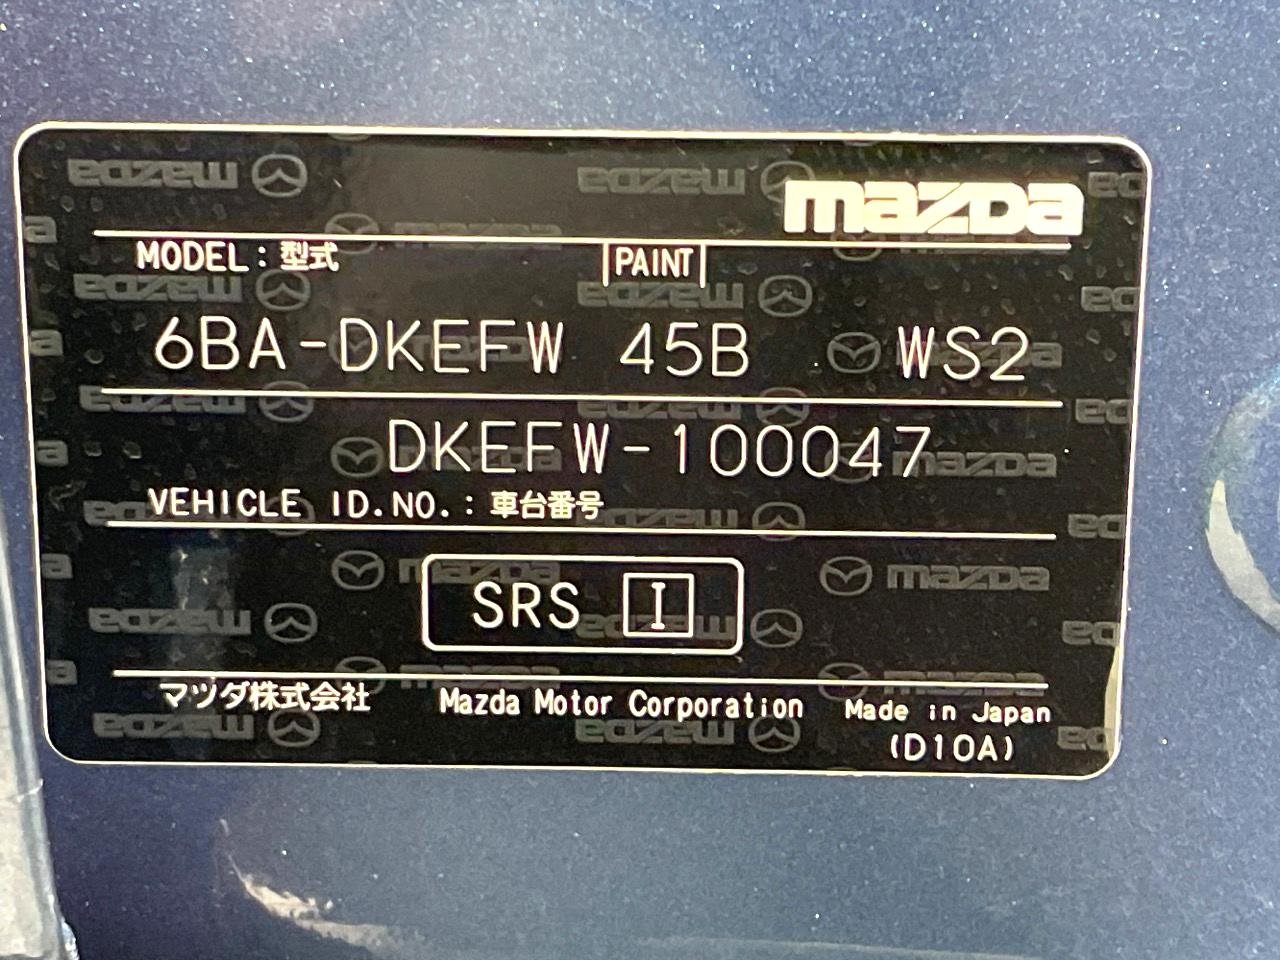 mazda
MODEL : 型式 PAINT
6BA-DKEFW 45B WS2
DKEFW-100047
VEHICLE ID.NO. : 車台番号
SRS I
マツダ株式会社 Mazda Motor Corporation Made in Japan
(D10A)